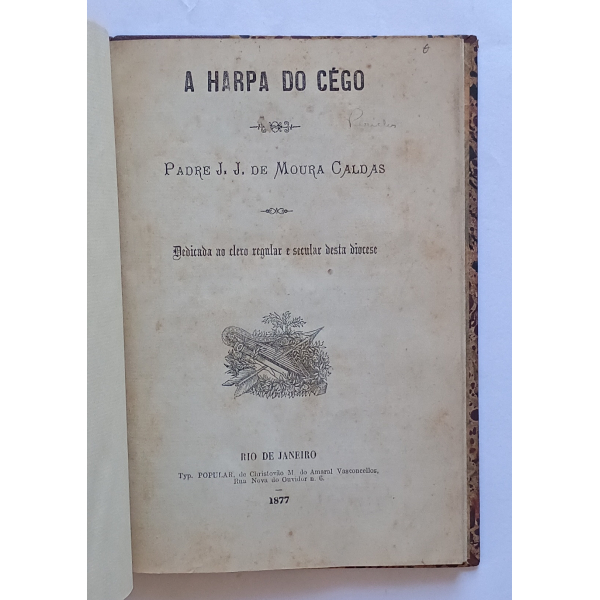 A HARPA DO CÉGO
PADRE J. J. DE MOURA CALDAS
Dedicada ao clero regular e secular desta diocese
RIO DE JANEIRO
Typ. POPULAR, de Christovão M. do Amaral Vasconcellos,
Rua Nova do Ouvidor n. 6.
1877